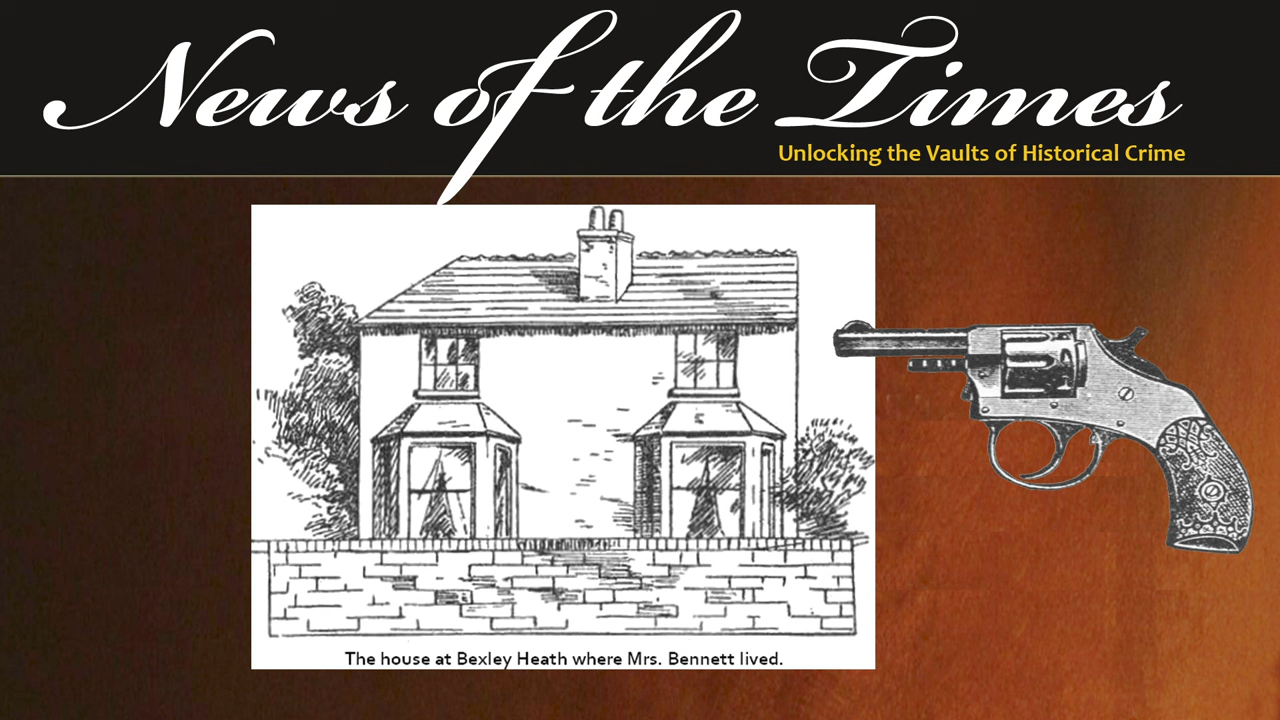 News of the Times
Unlocking the Vaults of Historical Crime
The house at Bexley Heath where Mrs. Bennett lived.